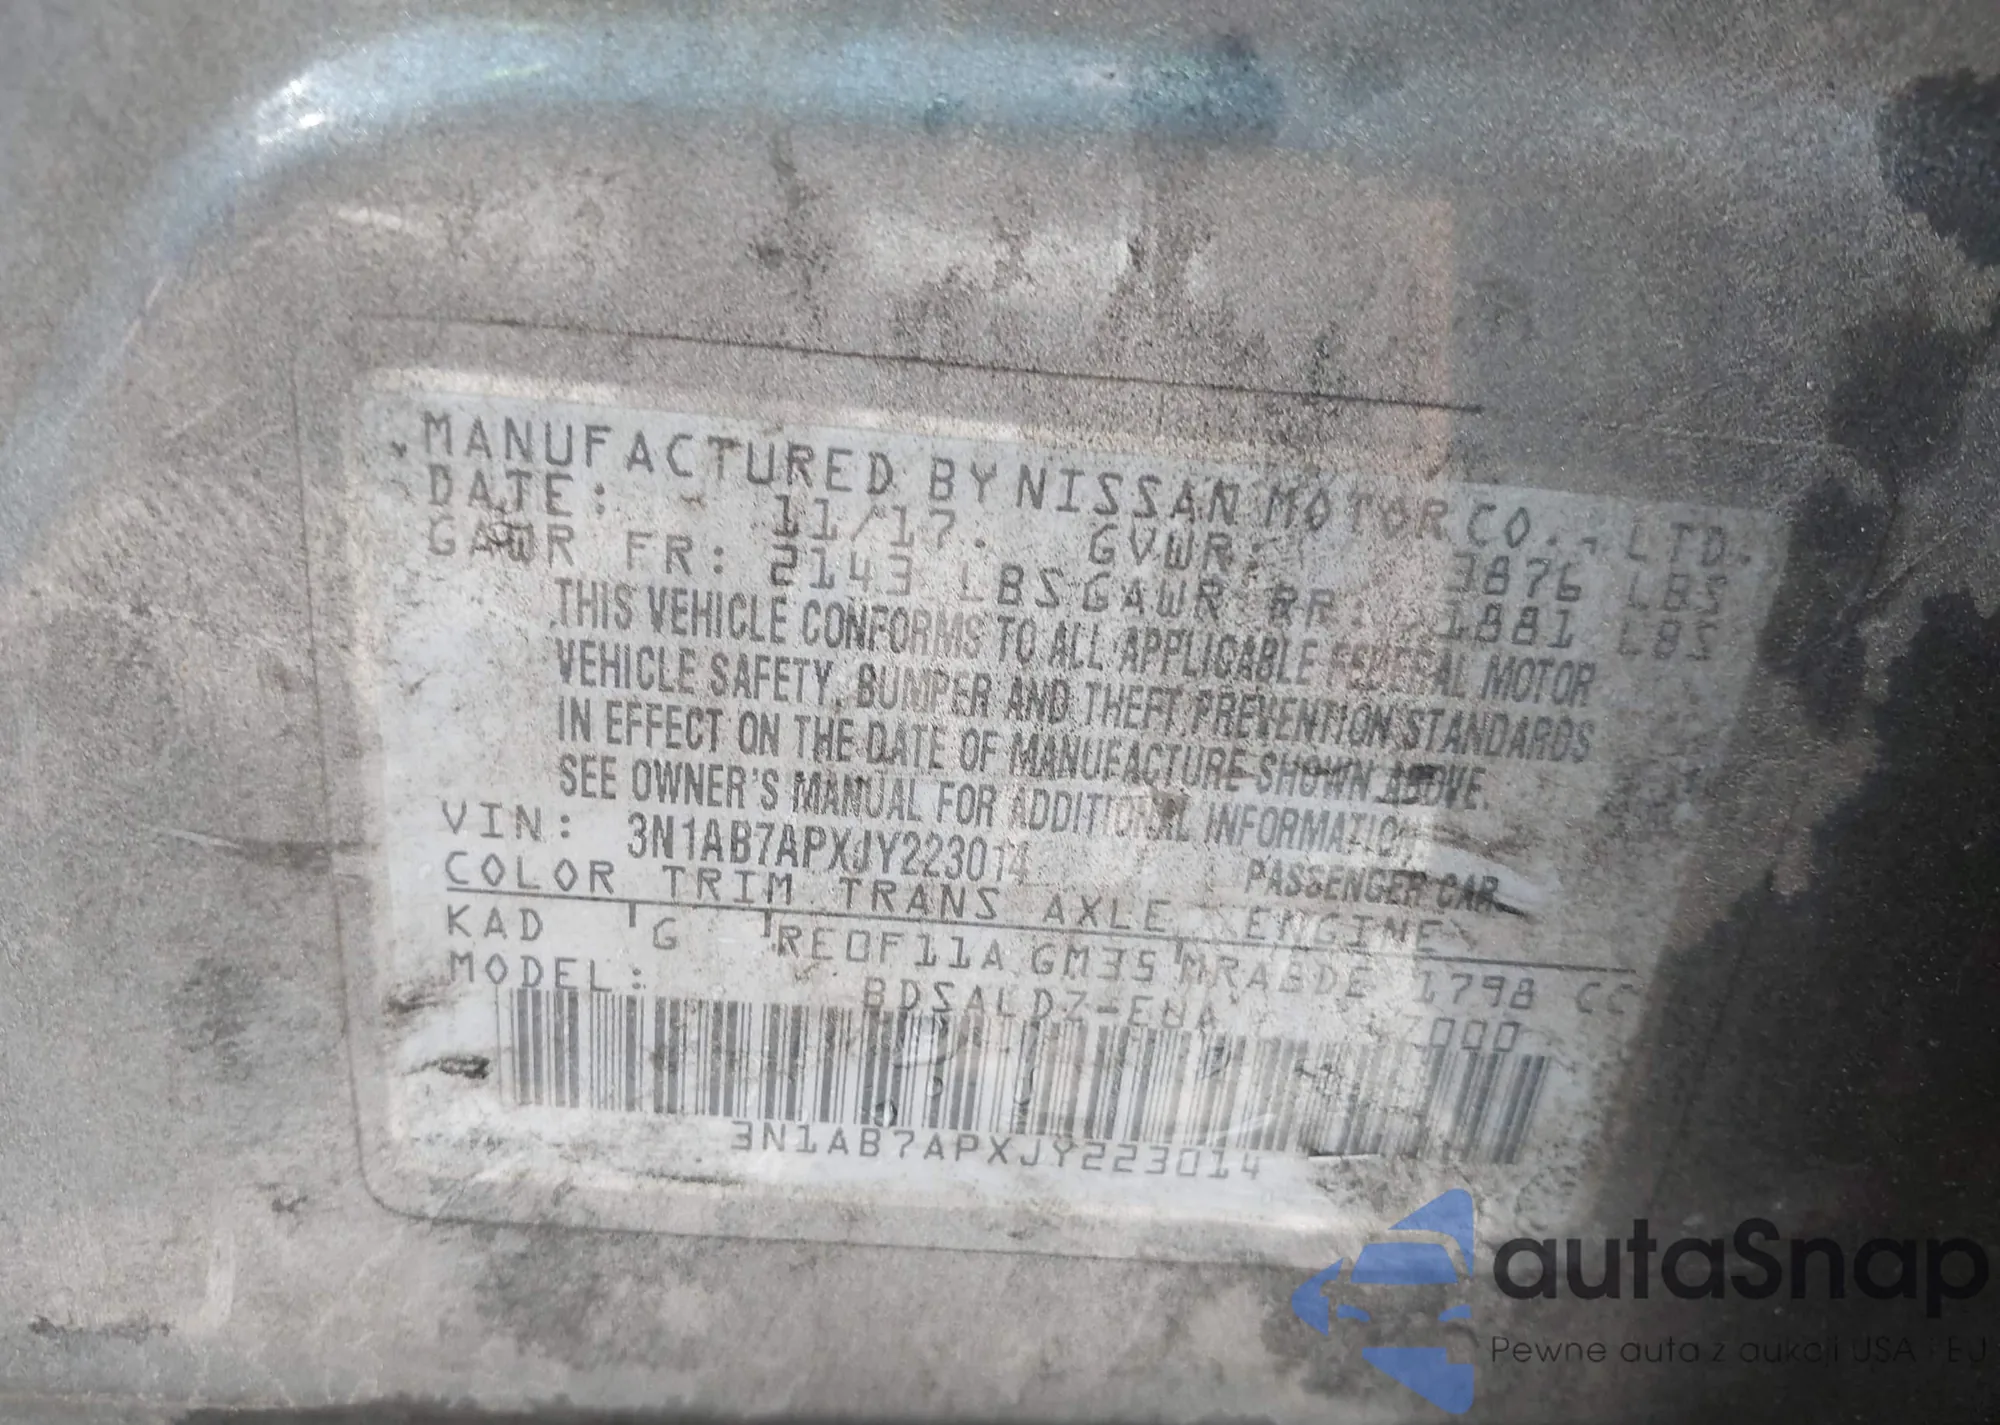 MANUFACTURED BY NISSAN MOTOR CO., LTD.
DATE: 11/17. GVWR: 3876 LBS
GAWR FR: 2143 LBS GAWR RR: 1881 LBS
THIS VEHICLE CONFORMS TO ALL APPLICABLE FEDERAL MOTOR
VEHICLE SAFETY, BUMPER AND THEFT PREVENTION STANDARDS
IN EFFECT ON THE DATE OF MANUFACTURE SHOWN ABOVE.
SEE OWNER'S MANUAL FOR ADDITIONAL INFORMATION.
VIN: 3N1AB7APXJY223014 PASSENGER CAR
COLOR TRIM TRANS AXLE ENGINE
KAD G RE0F11A GM35 MRA8DE 1798 CC
MODEL:
3N1AB7APXJY223014
autaSnap
Pewne auta z aukcji USA